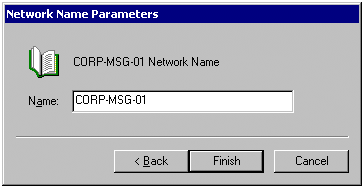 Network Name Parameters
CORP-MSG-01 Network Name
Name: CORP-MSG-01
< Back Finish Cancel